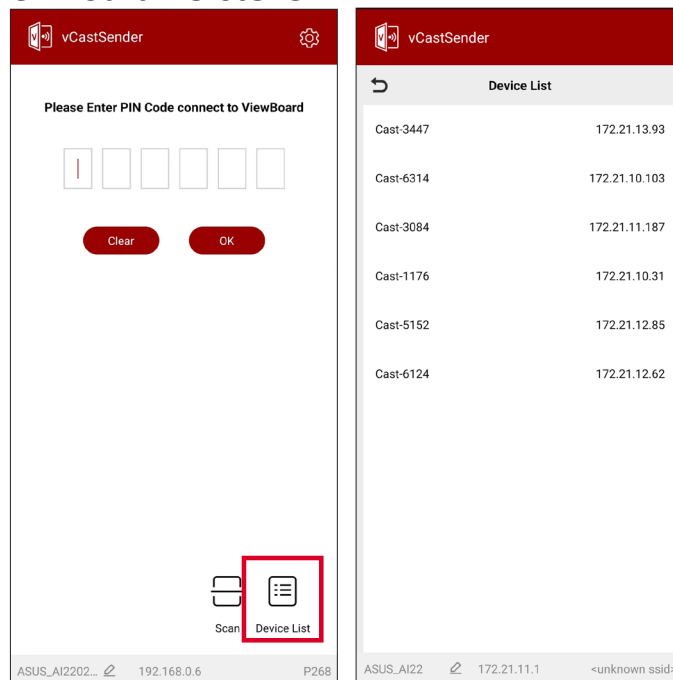 vCastSender
Please Enter PIN Code connect to ViewBoard
Clear
OK
Scan
Device List
ASUS_AI2202...
192.168.0.6
P268
vCastSender
Device List
Cast-3447 172.21.13.93
Cast-6314 172.21.10.103
Cast-3084 172.21.11.187
Cast-1176 172.21.10.31
Cast-5152 172.21.12.85
Cast-6124 172.21.12.62
ASUS_AI22
172.21.11.1
<unknown ssid>